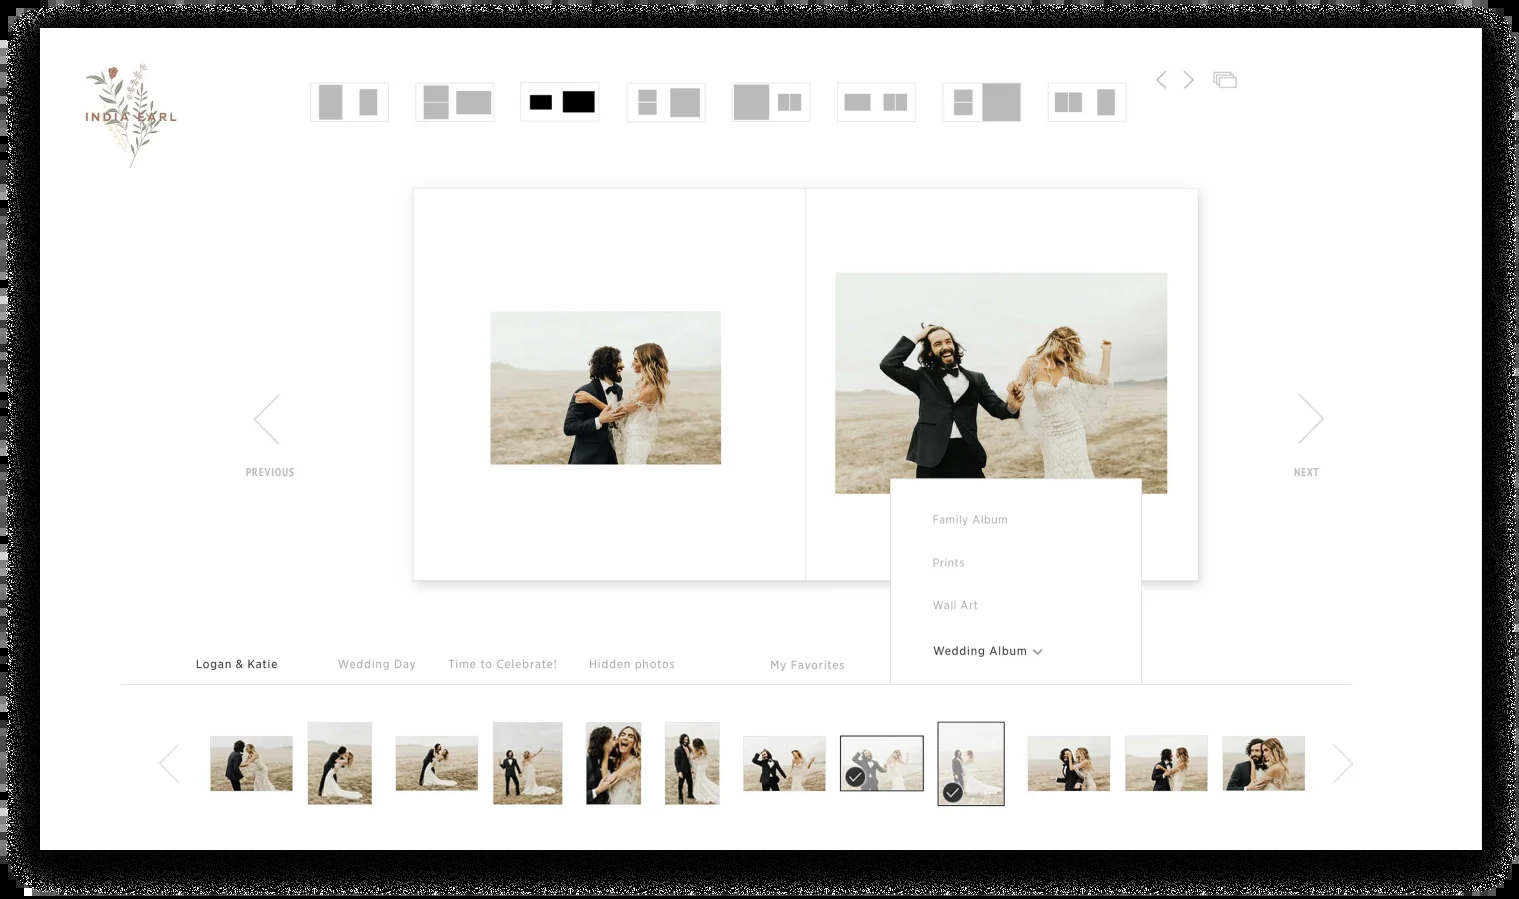 INDIA EARL
PREVIOUS
NEXT
Family Album
Prints
Wall Art
Wedding Album
Logan & Katie
Wedding Day
Time to Celebrate!
Hidden photos
My Favorites